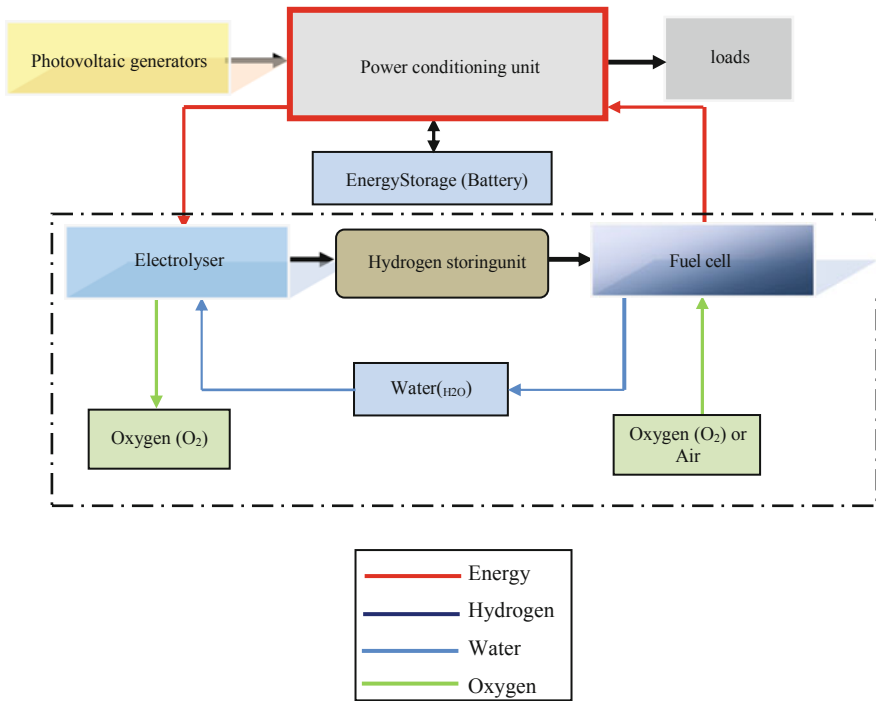 Photovoltaic generators
Power conditioning unit
loads
EnergyStorage (Battery)
Electrolyser
Hydrogen storingunit
Fuel cell
Water(H2O)
Oxygen (O₂)
Oxygen (O₂) or
Air
Energy
Hydrogen
Water
Oxygen